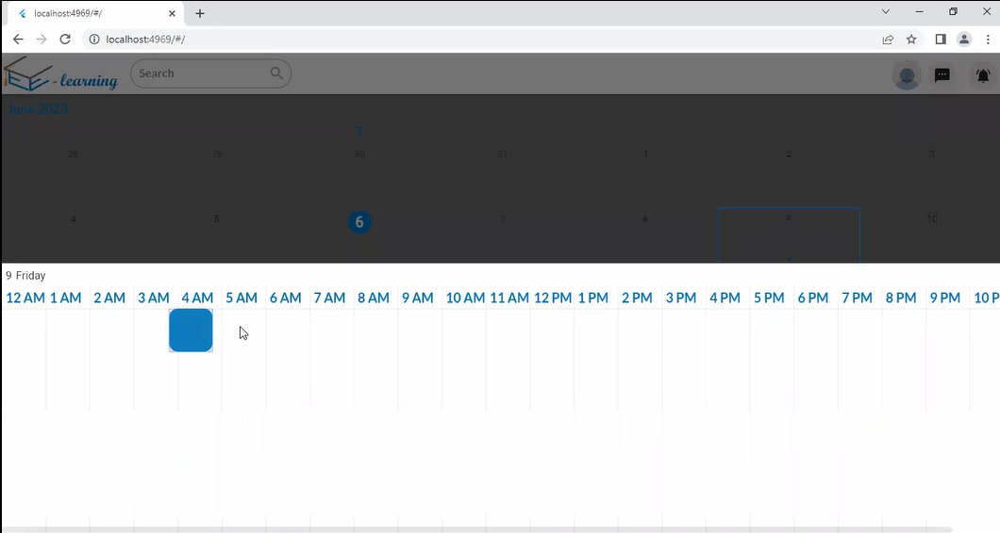 localhost:4969/#/
localhost:4969/#/
-learning
Search
June 2023
T
28 29 30 31 1 2 3
4 5 6 7 8 9 10
9 Friday
12 AM 1 AM 2 AM 3 AM 4 AM 5 AM 6 AM 7 AM 8 AM 9 AM 10 AM 11 AM 12 PM 1 PM 2 PM 3 PM 4 PM 5 PM 6 PM 7 PM 8 PM 9 PM 10 P